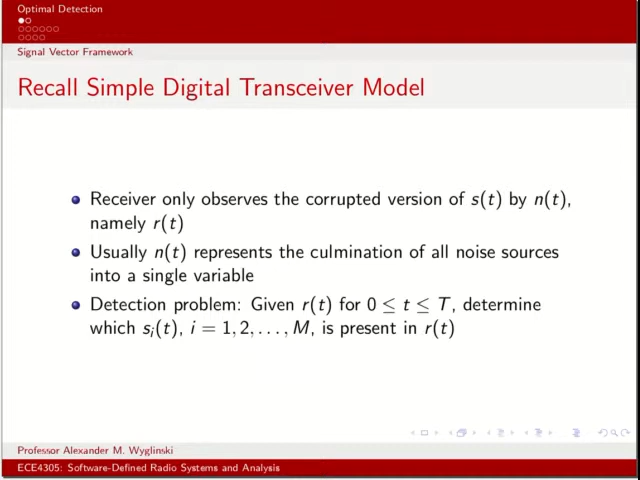 Optimal Detection
Signal Vector Framework
Recall Simple Digital Transceiver Model
Receiver only observes the corrupted version of s(t) by n(t),
namely r(t)
Usually n(t) represents the culmination of all noise sources
into a single variable
Detection problem: Given r(t) for 0 ≤ t ≤ T, determine
which sᵢ(t), i = 1, 2, . . . , M, is present in r(t)
Professor Alexander M. Wyglinski
ECE4305: Software-Defined Radio Systems and Analysis